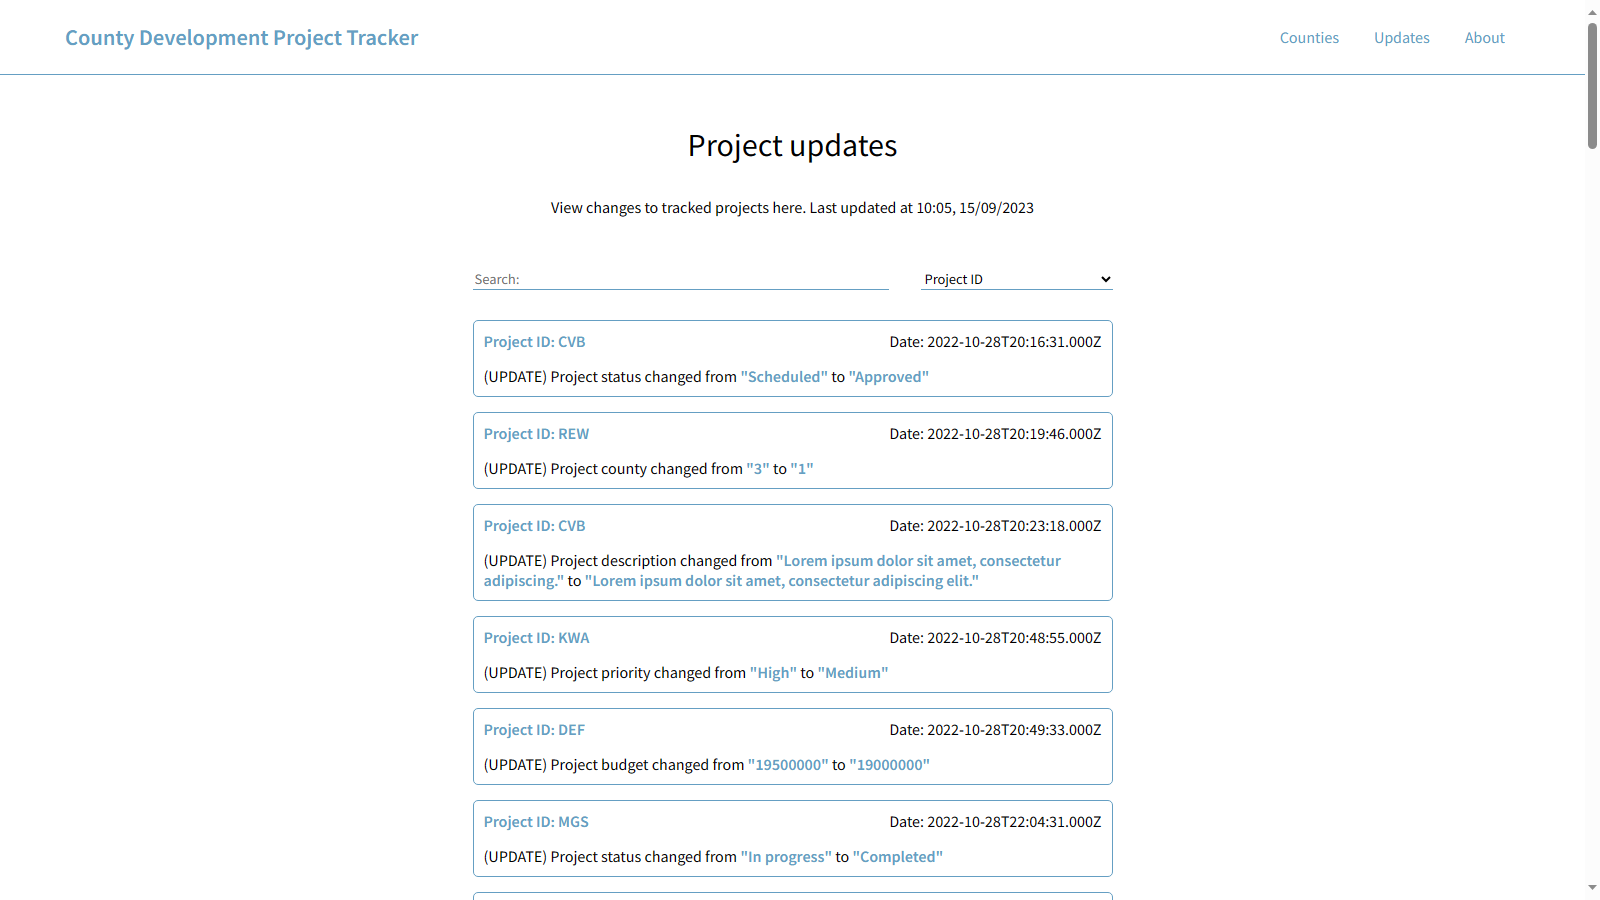 County Development Project Tracker
Counties Updates About
Project updates
View changes to tracked projects here. Last updated at 10:05, 15/09/2023
Search: Project ID
Project ID: CVB Date: 2022-10-28T20:16:31.000Z
(UPDATE) Project status changed from "Scheduled" to "Approved"
Project ID: REW Date: 2022-10-28T20:19:46.000Z
(UPDATE) Project county changed from "3" to "1"
Project ID: CVB Date: 2022-10-28T20:23:18.000Z
(UPDATE) Project description changed from "Lorem ipsum dolor sit amet, consectetur
adipiscing." to "Lorem ipsum dolor sit amet, consectetur adipiscing elit."
Project ID: KWA Date: 2022-10-28T20:48:55.000Z
(UPDATE) Project priority changed from "High" to "Medium"
Project ID: DEF Date: 2022-10-28T20:49:33.000Z
(UPDATE) Project budget changed from "19500000" to "19000000"
Project ID: MGS Date: 2022-10-28T22:04:31.000Z
(UPDATE) Project status changed from "In progress" to "Completed"